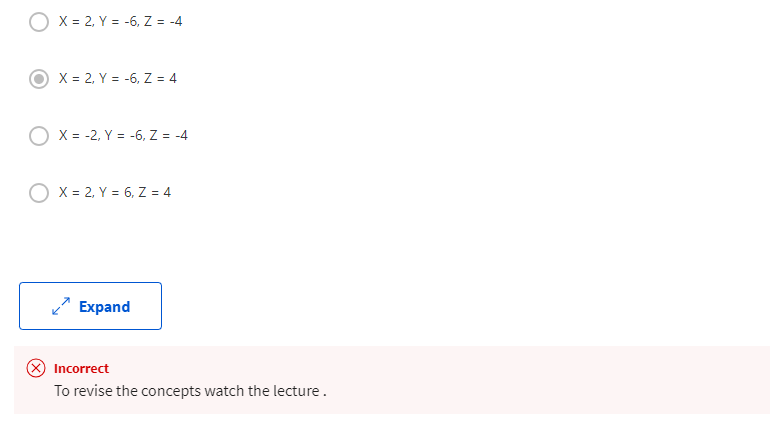 X = 2, Y = -6, Z = -4
X = 2, Y = -6, Z = 4
X = -2, Y = -6, Z = -4
X = 2, Y = 6, Z = 4
Expand
Incorrect
To revise the concepts watch the lecture .